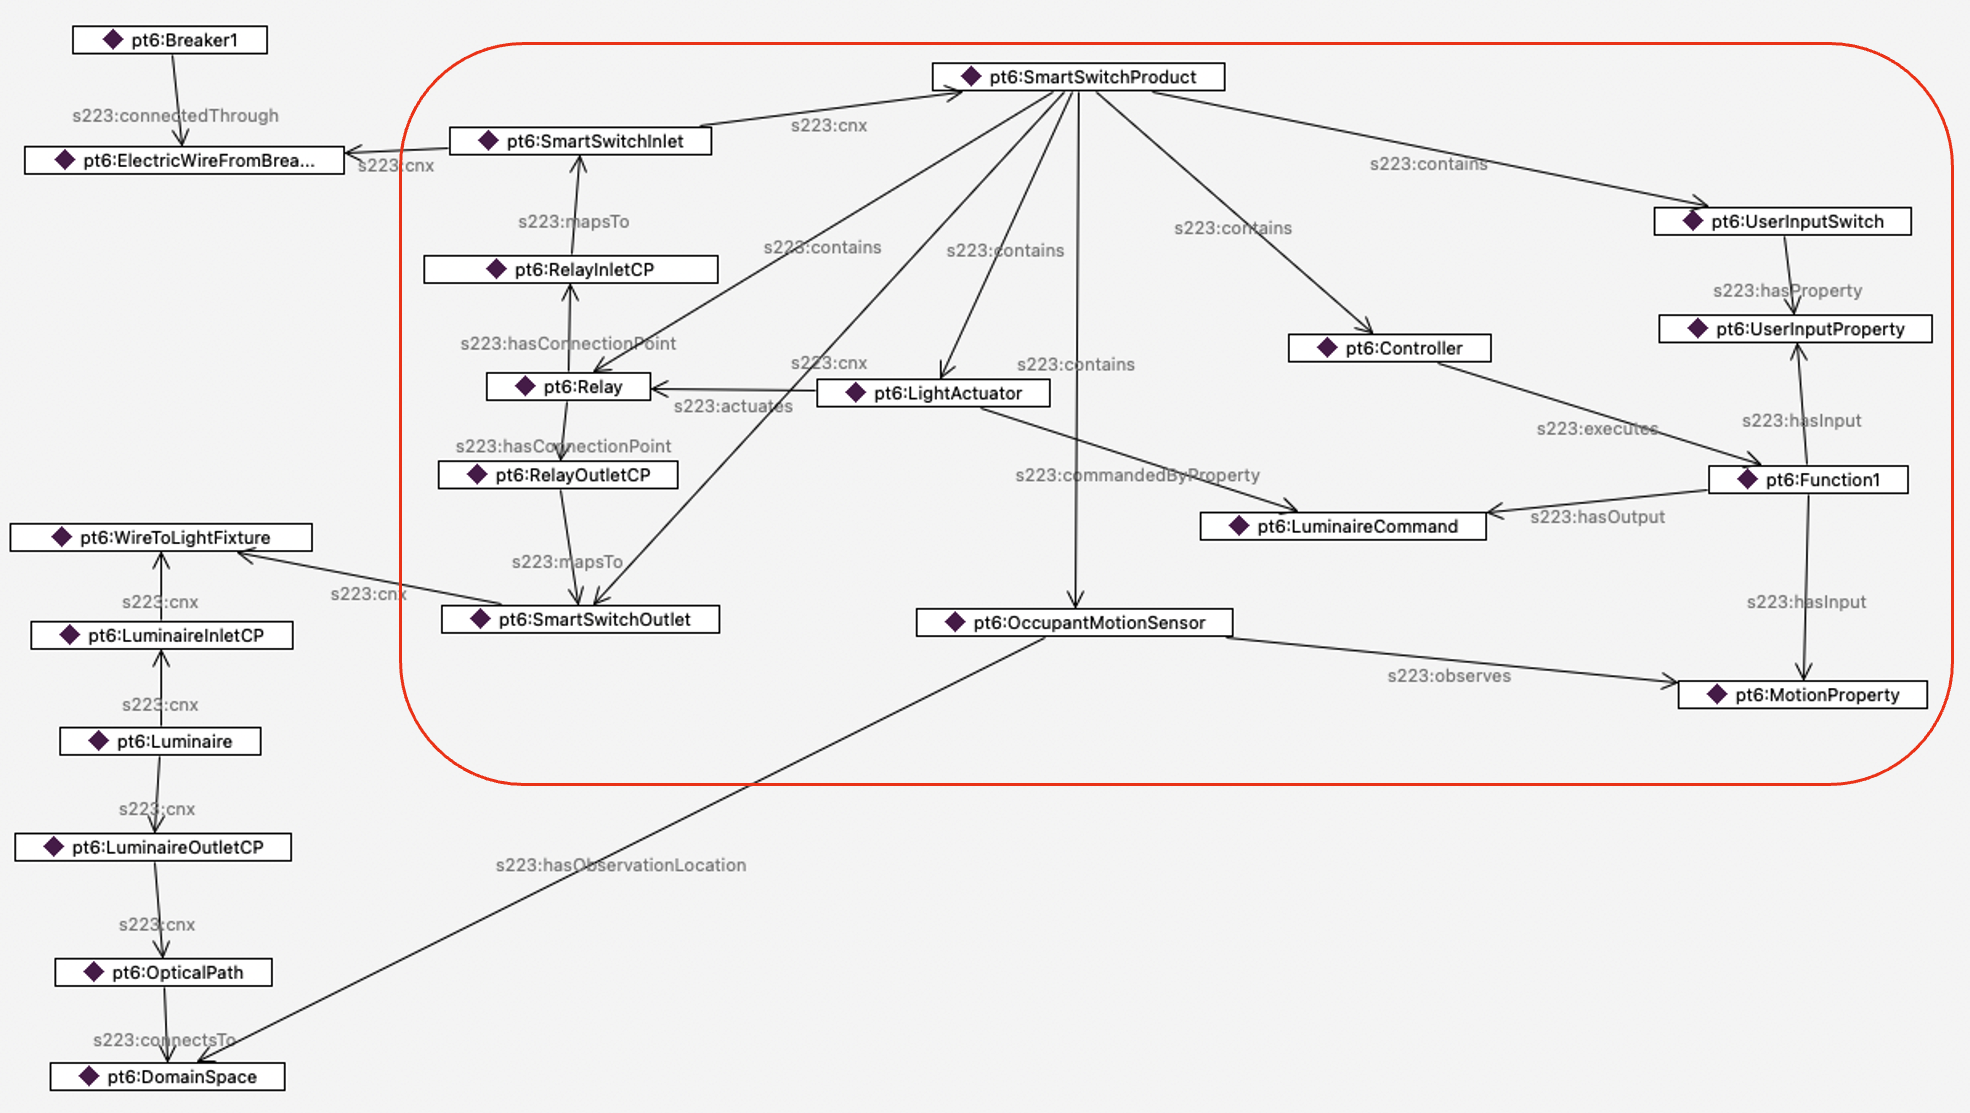 pt6:Breaker1
s223:connectedThrough
pt6:ElectricWireFromBrea...
s223:cnx
pt6:SmartSwitchInlet
s223:cnx
pt6:SmartSwitchProduct
s223:contains
s223:mapsTo
s223:contains
s223:contains
s223:contains
pt6:UserInputSwitch
pt6:RelayInletCP
s223:hasProperty
pt6:UserInputProperty
s223:hasConnectionPoint
s223:cnx
s223:contains
pt6:Controller
pt6:Relay
s223:actuates
pt6:LightActuator
s223:executes
s223:hasInput
s223:hasConnectionPoint
pt6:RelayOutletCP
s223:commandedByProperty
pt6:Function1
s223:hasOutput
pt6:LuminaireCommand
pt6:WireToLightFixture
s223:mapsTo
s223:cnx
s223:cnx
s223:hasInput
pt6:LuminaireInletCP
pt6:SmartSwitchOutlet
pt6:OccupantMotionSensor
s223:observes
pt6:MotionProperty
s223:cnx
pt6:Luminaire
s223:cnx
pt6:LuminaireOutletCP
s223:hasObservationLocation
s223:cnx
pt6:OpticalPath
s223:connectsTo
pt6:DomainSpace